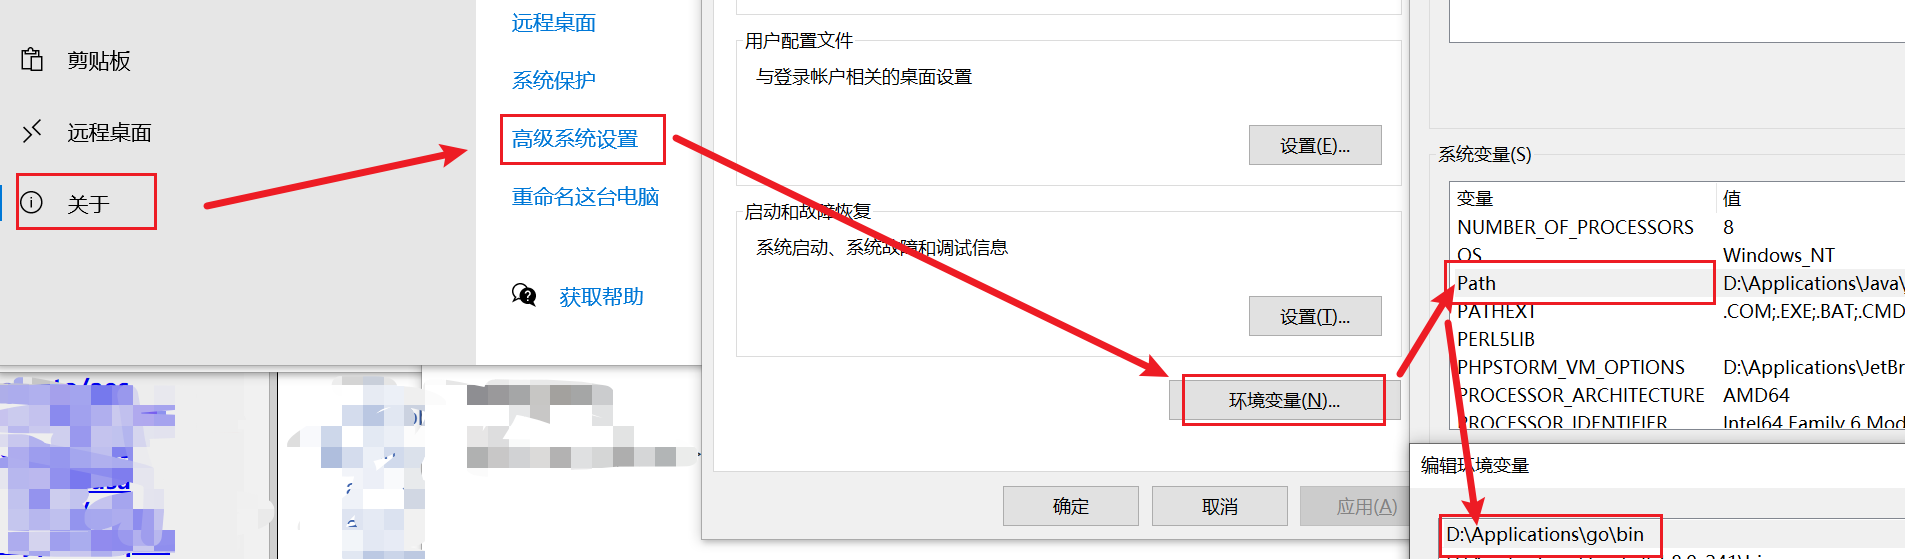 剪贴板
远程桌面
关于
远程桌面
系统保护
高级系统设置
重命名这台电脑
获取帮助
用户配置文件
与登录帐户相关的桌面设置
设置(E)...
启动和故障恢复
系统启动、系统故障和调试信息
设置(T)...
环境变量(N)...
确定
取消
应用(A)
系统变量(S)
变量 值
NUMBER_OF_PROCESSORS 8
OS Windows_NT
Path D:\Applications\Java\
PATHEXT .COM;.EXE;.BAT;.CMD
PERL5LIB
PHPSTORM_VM_OPTIONS D:\Applications\JetBr
PROCESSOR_ARCHITECTURE AMD64
PROCESSOR_IDENTIFIER Intel64 Family 6 Mod
编辑环境变量
D:\Applications\go\bin